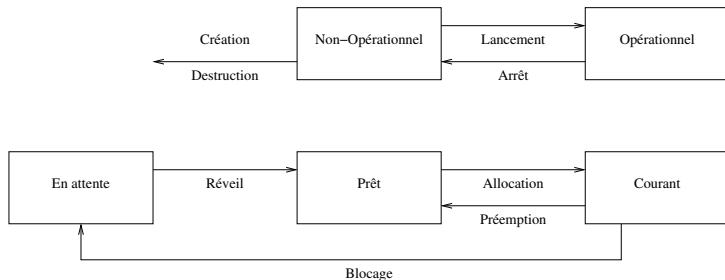 Création
Non-Opérationnel
Lancement
Opérationnel
Destruction
Arrêt
En attente
Réveil
Prêt
Allocation
Courant
Préemption
Blocage